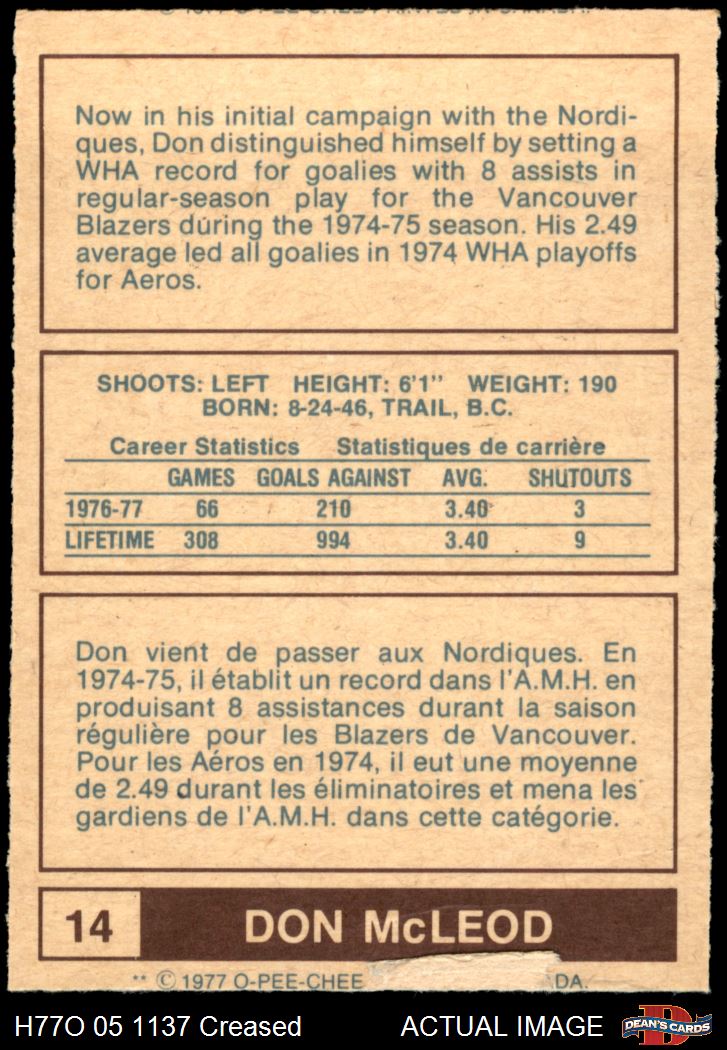 Now in his initial campaign with the Nordi-
ques, Don distinguished himself by setting a
WHA record for goalies with 8 assists in
regular-season play for the Vancouver
Blazers during the 1974-75 season. His 2.49
average led all goalies in 1974 WHA playoffs
for Aeros.
SHOOTS: LEFT HEIGHT: 6'1" WEIGHT: 190
BORN: 8-24-46, TRAIL, B.C.
Career Statistics Statistiques de carrière
GAMES GOALS AGAINST AVG. SHUTOUTS
1976-77 66 210 3.40 3
LIFETIME 308 994 3.40 9
Don vient de passer aux Nordiques. En
1974-75, il établit un record dans l'A.M.H. en
produisant 8 assistances durant la saison
régulière pour les Blazers de Vancouver.
Pour les Aéros en 1974, il eut une moyenne
de 2.49 durant les éliminatoires et mena les
gardiens de l'A.M.H. dans cette catégorie.
14 DON McLEOD
** © 1977 O-PEE-CHEE DA.
H77O 05 1137 Creased ACTUAL IMAGE D DEAN'S CARDS